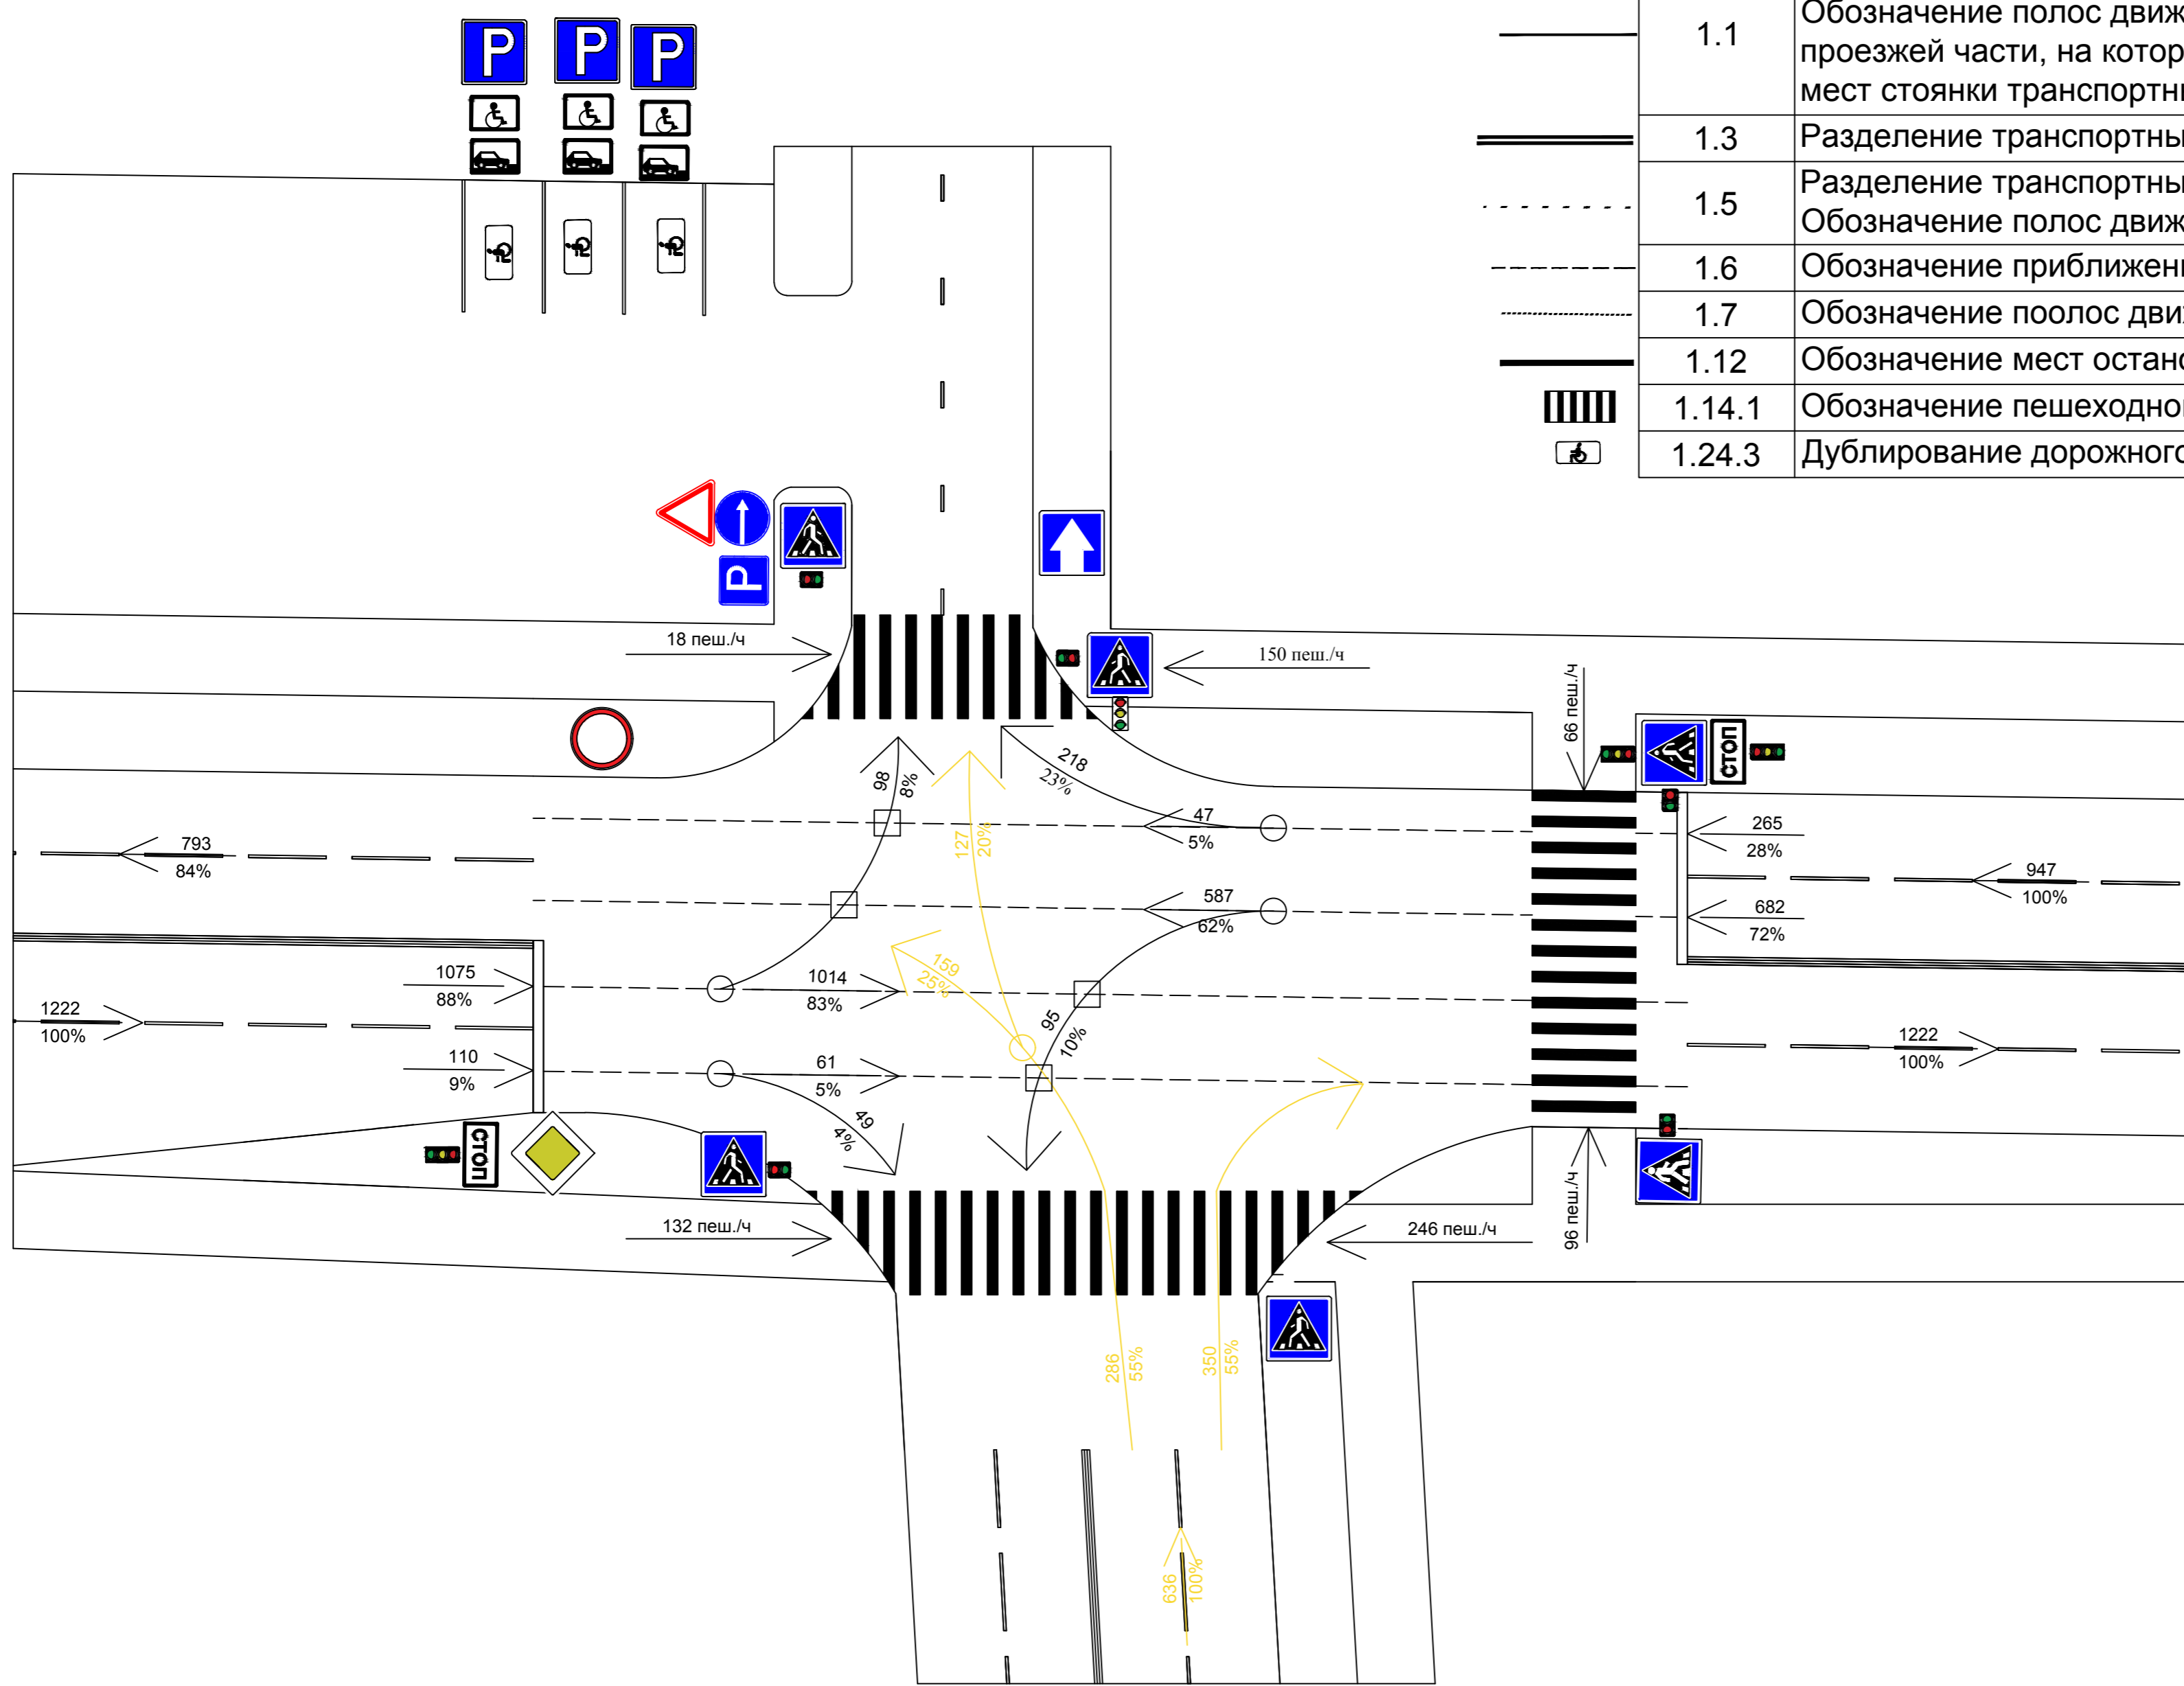 P
P
P
1.1
Обозначение полос движ
проезжей части, на котор
мест стоянки транспортн
1.3
Разделение транспортны
1.5
Разделение транспортны
Обозначение полос движ
1.6
Обозначение приближен
1.7
Обозначение поолос дви
1.12
Обозначение мест остан
1.14.1
Обозначение пешеходно
1.24.3
Дублирование дорожного
P
18 пеш./ч
150 пеш./ч
66 пеш./ч
СТОП
98
8%
218
23%
127
20%
47
5%
265
28%
793
84%
947
100%
587
62%
682
72%
159
25%
1075
88%
1014
83%
1222
100%
95
10%
1222
100%
110
9%
61
5%
49
4%
СТОП
132 пеш./ч
246 пеш./ч
96 пеш./ч
286
55%
350
55%
636
100%